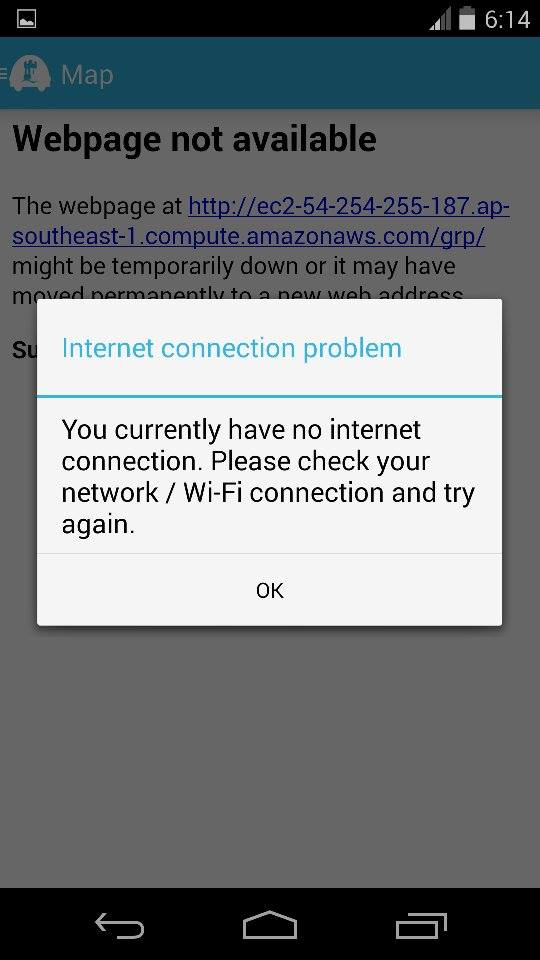 6:14
Map
Webpage not available
The webpage at http://ec2-54-254-255-187.ap-
southeast-1.compute.amazonaws.com/grp/
might be temporarily down or it may have
moved permanently to a new web address.
Su
Internet connection problem
You currently have no internet
connection. Please check your
network / Wi-Fi connection and try
again.
OK